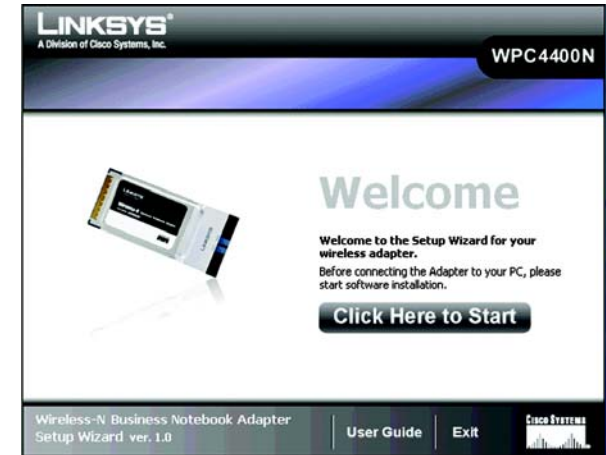 LINKSYS®
A Division of Cisco Systems, Inc.
WPC4400N
Welcome
Welcome to the Setup Wizard for your
wireless adapter.
Before connecting the Adapter to your PC, please
start software installation.
Click Here to Start
Wireless-N Business Notebook Adapter
Setup Wizard ver. 1.0
User Guide
Exit
CISCO SYSTEMS